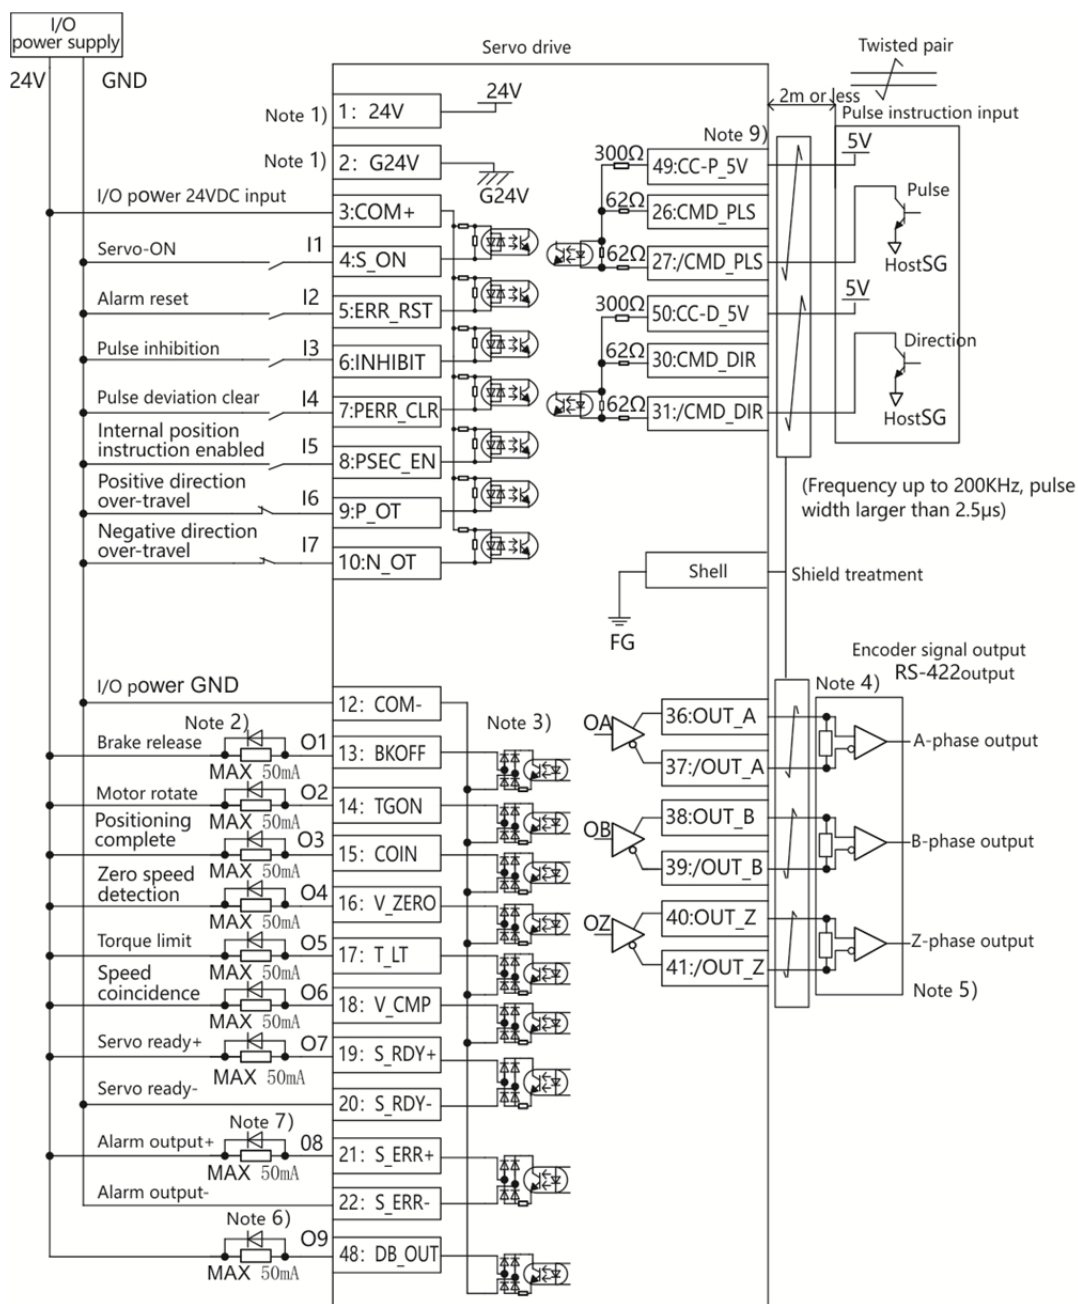 I/O
power supply
24V
GND
Servo drive
Twisted pair
2m or less
Pulse instruction input
Note 1)
1: 24V
24V
Note 9)
5V
Note 1)
2: G24V
G24V
300Ω
49:CC-P_5V
Pulse
I/O power 24VDC input
3:COM+
62Ω
26:CMD_PLS
Servo-ON
I1
4:S_ON
62Ω
27:/CMD_PLS
HostSG
Alarm reset
I2
5:ERR_RST
300Ω
50:CC-D_5V
5V
Pulse inhibition
I3
6:INHIBIT
62Ω
30:CMD_DIR
Direction
Pulse deviation clear
I4
7:PERR_CLR
62Ω
31:/CMD_DIR
HostSG
Internal position
instruction enabled
I5
8:PSEC_EN
Positive direction
over-travel
I6
9:P_OT
(Frequency up to 200KHz, pulse
width larger than 2.5μs)
Negative direction
over-travel
I7
10:N_OT
Shell
Shield treatment
FG
Encoder signal output
RS-422output
I/O power GND
12: COM-
Note 4)
Note 2)
Note 3)
Brake release
O1
13: BKOFF
MAX 50mA
OA
36:OUT_A
37:/OUT_A
A-phase output
Motor rotate
O2
14: TGON
MAX 50mA
Positioning
complete
O3
15: COIN
MAX 50mA
OB
38:OUT_B
39:/OUT_B
B-phase output
Zero speed
detection
O4
16: V_ZERO
MAX 50mA
OZ
40:OUT_Z
41:/OUT_Z
Z-phase output
Note 5)
Torque limit
O5
17: T_LT
MAX 50mA
Speed
coincidence
O6
18: V_CMP
MAX 50mA
Servo ready+
O7
19: S_RDY+
MAX 50mA
Servo ready-
20: S_RDY-
Note 7)
Alarm output+
08
21: S_ERR+
MAX 50mA
Alarm output-
22: S_ERR-
Note 6)
O9
48: DB_OUT
MAX 50mA